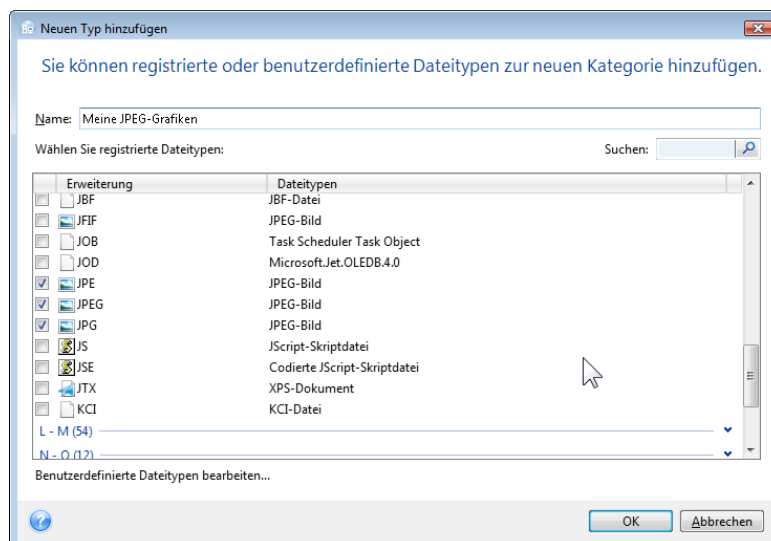 Neuen Typ hinzufügen
Sie können registrierte oder benutzerdefinierte Dateitypen zur neuen Kategorie hinzufügen.
Name: Meine JPEG-Grafiken
Wählen Sie registrierte Dateitypen: Suchen:
Erweiterung Dateitypen
JBF JBF-Datei
JFIF JPEG-Bild
JOB Task Scheduler Task Object
JOD Microsoft.Jet.OLEDB.4.0
JPE JPEG-Bild
JPEG JPEG-Bild
JPG JPEG-Bild
JS JScript-Skriptdatei
JSE Codierte JScript-Skriptdatei
JTX XPS-Dokument
KCI KCI-Datei
L - M (54)
N - O (12)
Benutzerdefinierte Dateitypen bearbeiten...
OK Abbrechen